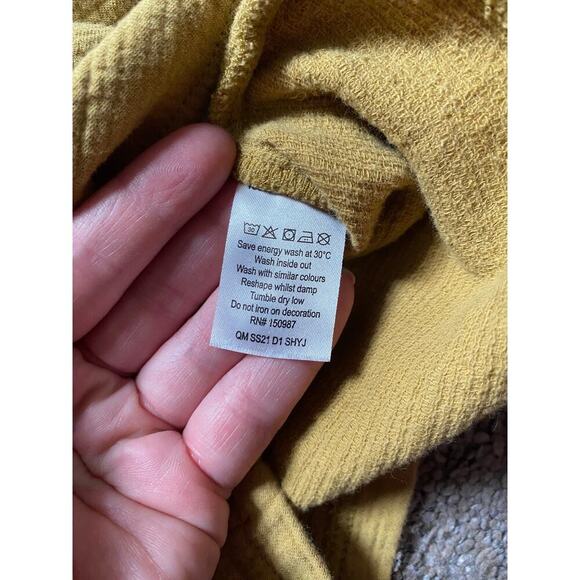 30
Save energy wash at 30°C
Wash inside out
Wash with similar colours
Reshape whilst damp
Tumble dry low
Do not iron on decoration
RN# 150987
QM SS21 D1 SHYJ